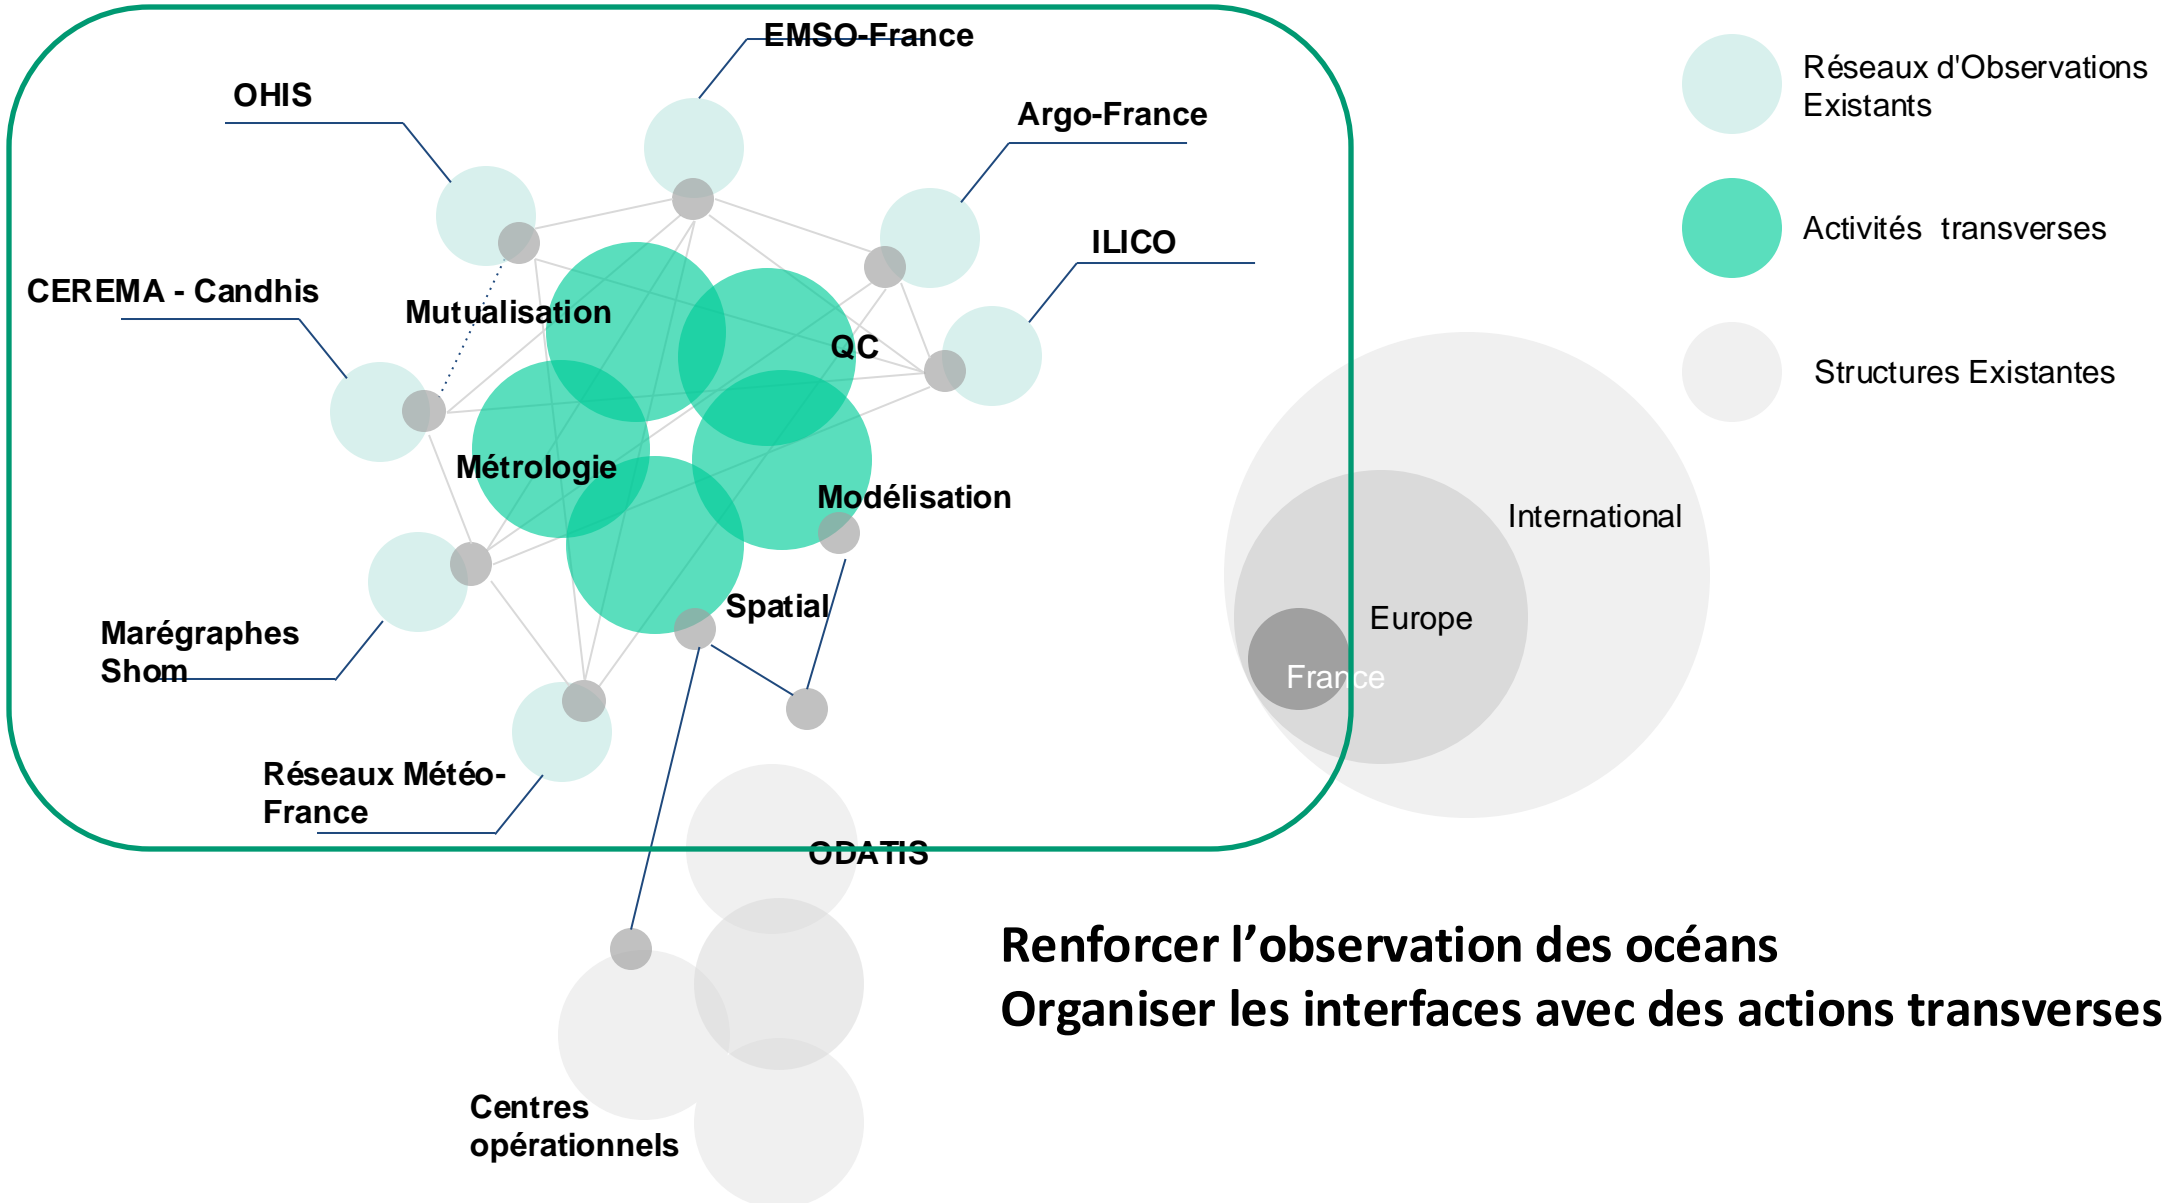 EMSO-France
OHIS
Argo-France
ILICO
CEREMA - Candhis
Mutualisation
QC
Métrologie
Modélisation
Spatial
Marégraphes
Shom
Réseaux Météo-
France
ODATIS
Centres
opérationnels
Réseaux d'Observations
Existants
Activités transverses
Structures Existantes
International
Europe
France
Renforcer l’observation des océans
Organiser les interfaces avec des actions transverses